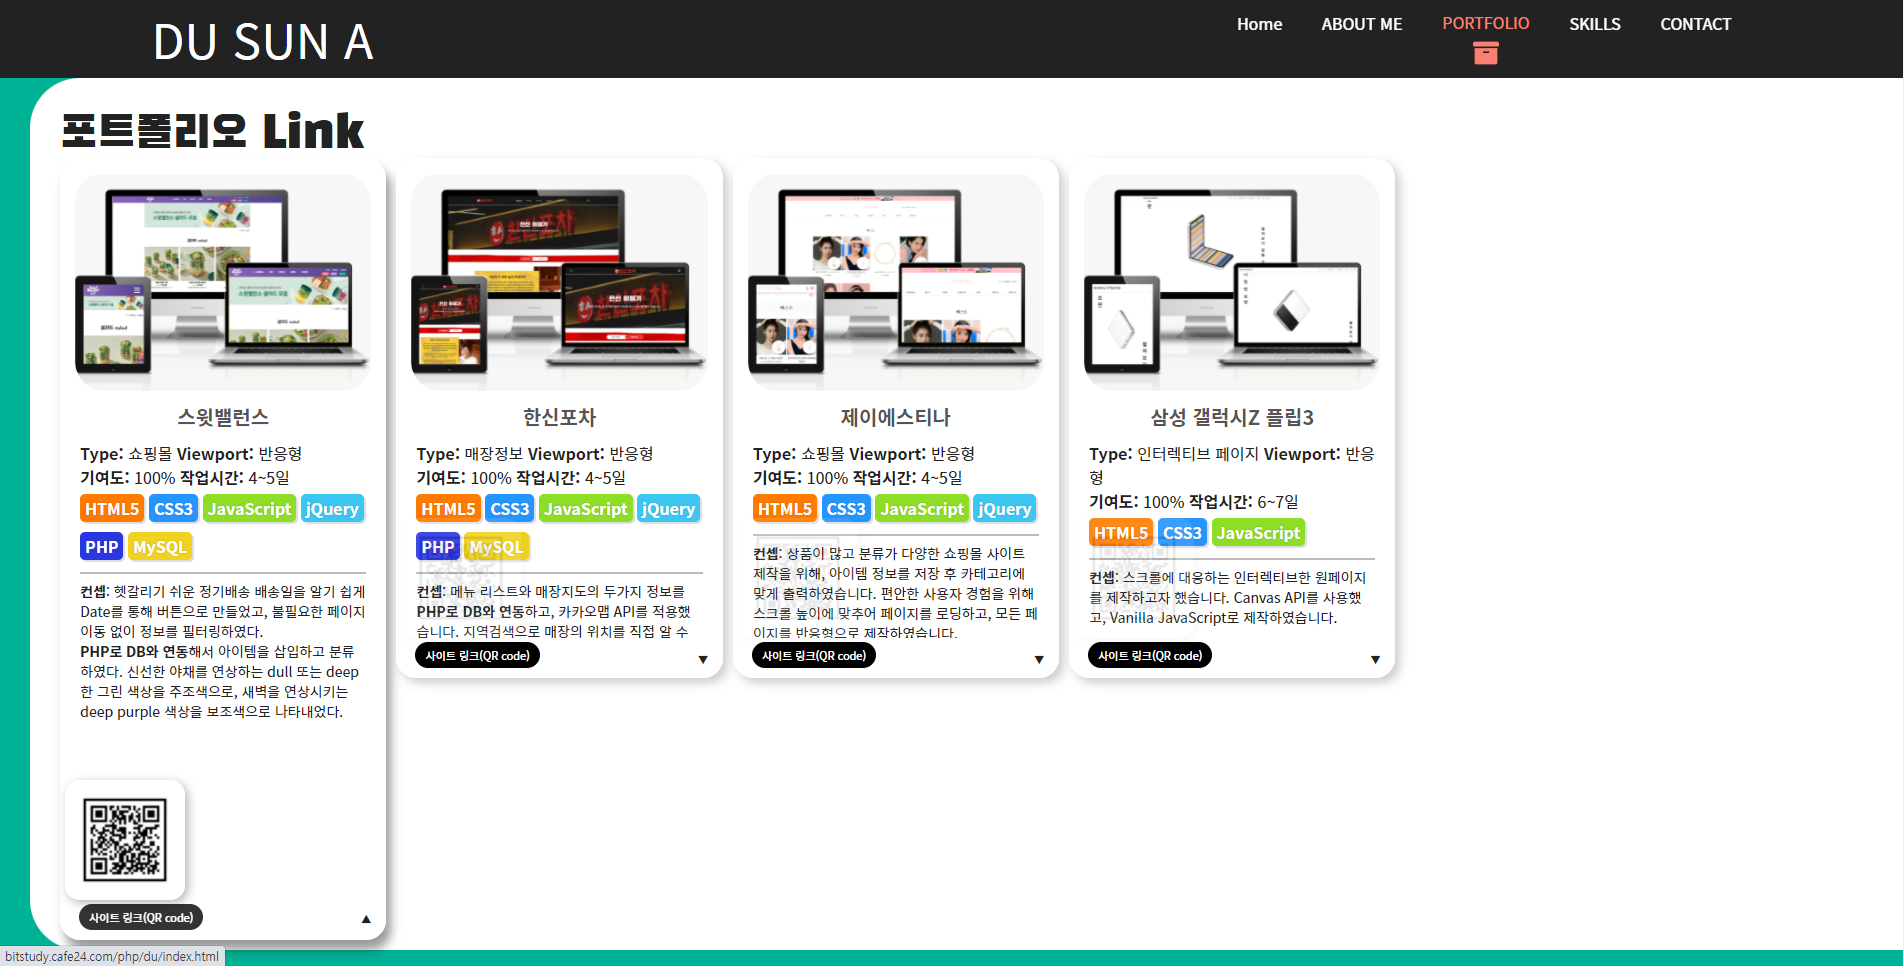 DU SUN A
Home
ABOUT ME
PORTFOLIO
SKILLS
CONTACT
포트폴리오 Link
스윗밸런스
Type: 쇼핑몰 Viewport: 반응형
기여도: 100% 작업시간: 4~5일
HTML5 CSS3 JavaScript jQuery
PHP MySQL
컨셉: 헷갈리기 쉬운 정기배송 배송일을 알기 쉽게
Date를 통해 버튼으로 만들었고, 불필요한 페이지
이동 없이 정보를 필터링하였다.
PHP로 DB와 연동해서 아이템을 삽입하고 분류
하였다. 신선한 야채를 연상하는 dull 또는 deep
한 그린 색상을 주조색으로, 새벽을 연상시키는
deep purple 색상을 보조색으로 나타내었다.
사이트 링크(QR code)
▲
한신포차
Type: 매장정보 Viewport: 반응형
기여도: 100% 작업시간: 4~5일
HTML5 CSS3 JavaScript jQuery
PHP MySQL
컨셉: 메뉴 리스트와 매장지도의 두가지 정보를
PHP로 DB와 연동하고, 카카오맵 API를 적용했
습니다. 지역검색으로 매장의 위치를 직접 알 수
사이트 링크(QR code)
▼
제이에스티나
Type: 쇼핑몰 Viewport: 반응형
기여도: 100% 작업시간: 4~5일
HTML5 CSS3 JavaScript jQuery
컨셉: 상품이 많고 분류가 다양한 쇼핑몰 사이트
제작을 위해, 아이템 정보를 저장 후 카테고리에
맞게 출력하였습니다. 편안한 사용자 경험을 위해
스크롤 높이에 맞추어 페이지를 로딩하고, 모든 페
이지를 반응형으로 제작하였습니다.
사이트 링크(QR code)
▼
삼성 갤럭시Z 플립3
Type: 인터렉티브 페이지 Viewport: 반응
형
기여도: 100% 작업시간: 6~7일
HTML5 CSS3 JavaScript
컨셉: 스크롤에 대응하는 인터렉티브한 원페이지
를 제작하고자 했습니다. Canvas API를 사용했
고, Vanilla JavaScript로 제작하였습니다.
사이트 링크(QR code)
▼
bitstudy.cafe24.com/php/du/index.html